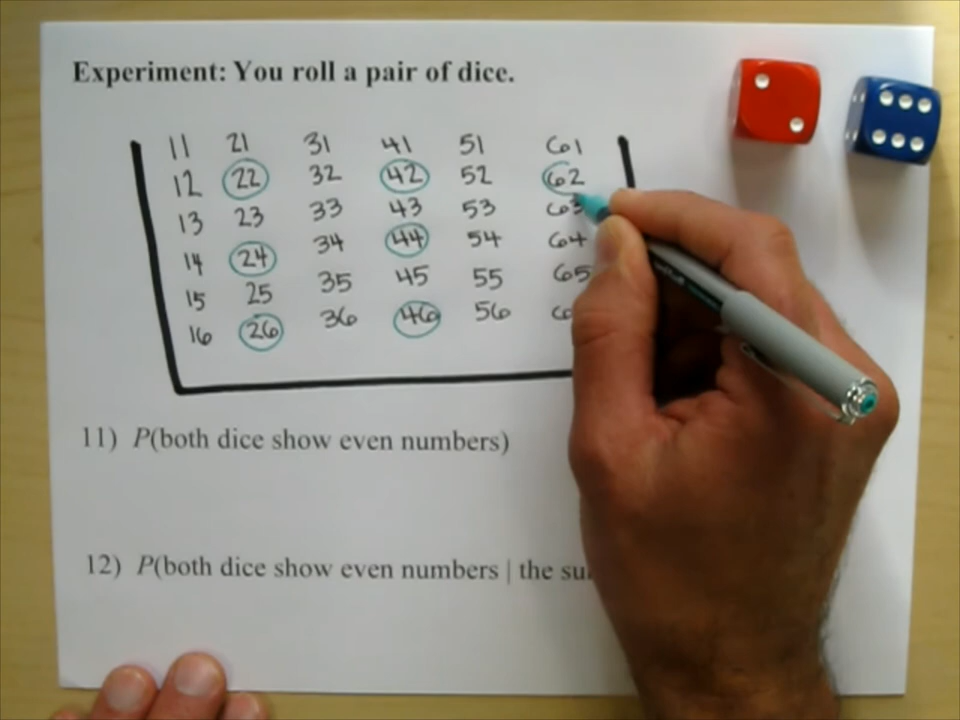 Experiment: You roll a pair of dice.
11 21 31 41 51 61
12 22 32 42 52 62
13 23 33 43 53 63
14 24 34 44 54 64
15 25 35 45 55 65
16 26 36 46 56
11) P(both dice show even numbers)
12) P(both dice show even numbers | the